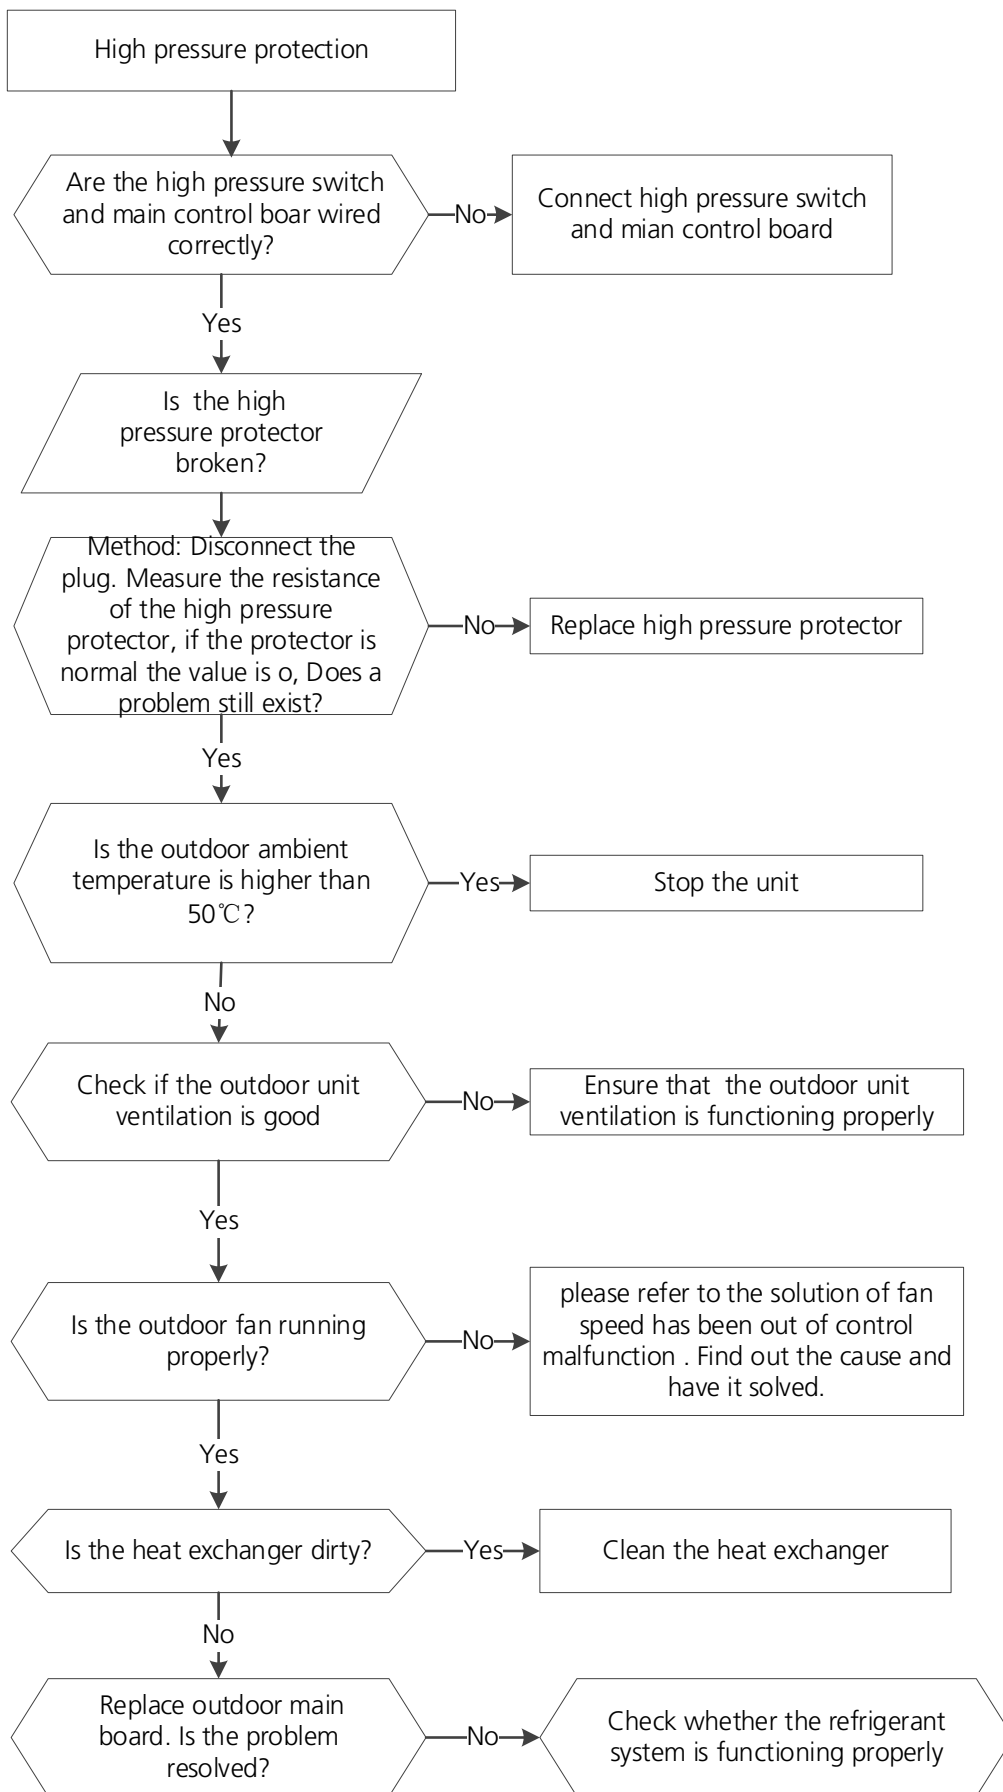 High pressure protection
Are the high pressure switch
and main control boar wired
correctly?
No
Connect high pressure switch
and mian control board
Yes
Is the high
pressure protector
broken?
Method: Disconnect the
plug. Measure the resistance
of the high pressure
protector, if the protector is
normal the value is o, Does a
problem still exist?
No
Replace high pressure protector
Yes
Is the outdoor ambient
temperature is higher than
50℃?
Yes
Stop the unit
No
Check if the outdoor unit
ventilation is good
No
Ensure that the outdoor unit
ventilation is functioning properly
Yes
Is the outdoor fan running
properly?
No
please refer to the solution of fan
speed has been out of control
malfunction . Find out the cause and
have it solved.
Yes
Is the heat exchanger dirty?
Yes
Clean the heat exchanger
No
Replace outdoor main
board. Is the problem
resolved?
No
Check whether the refrigerant
system is functioning properly